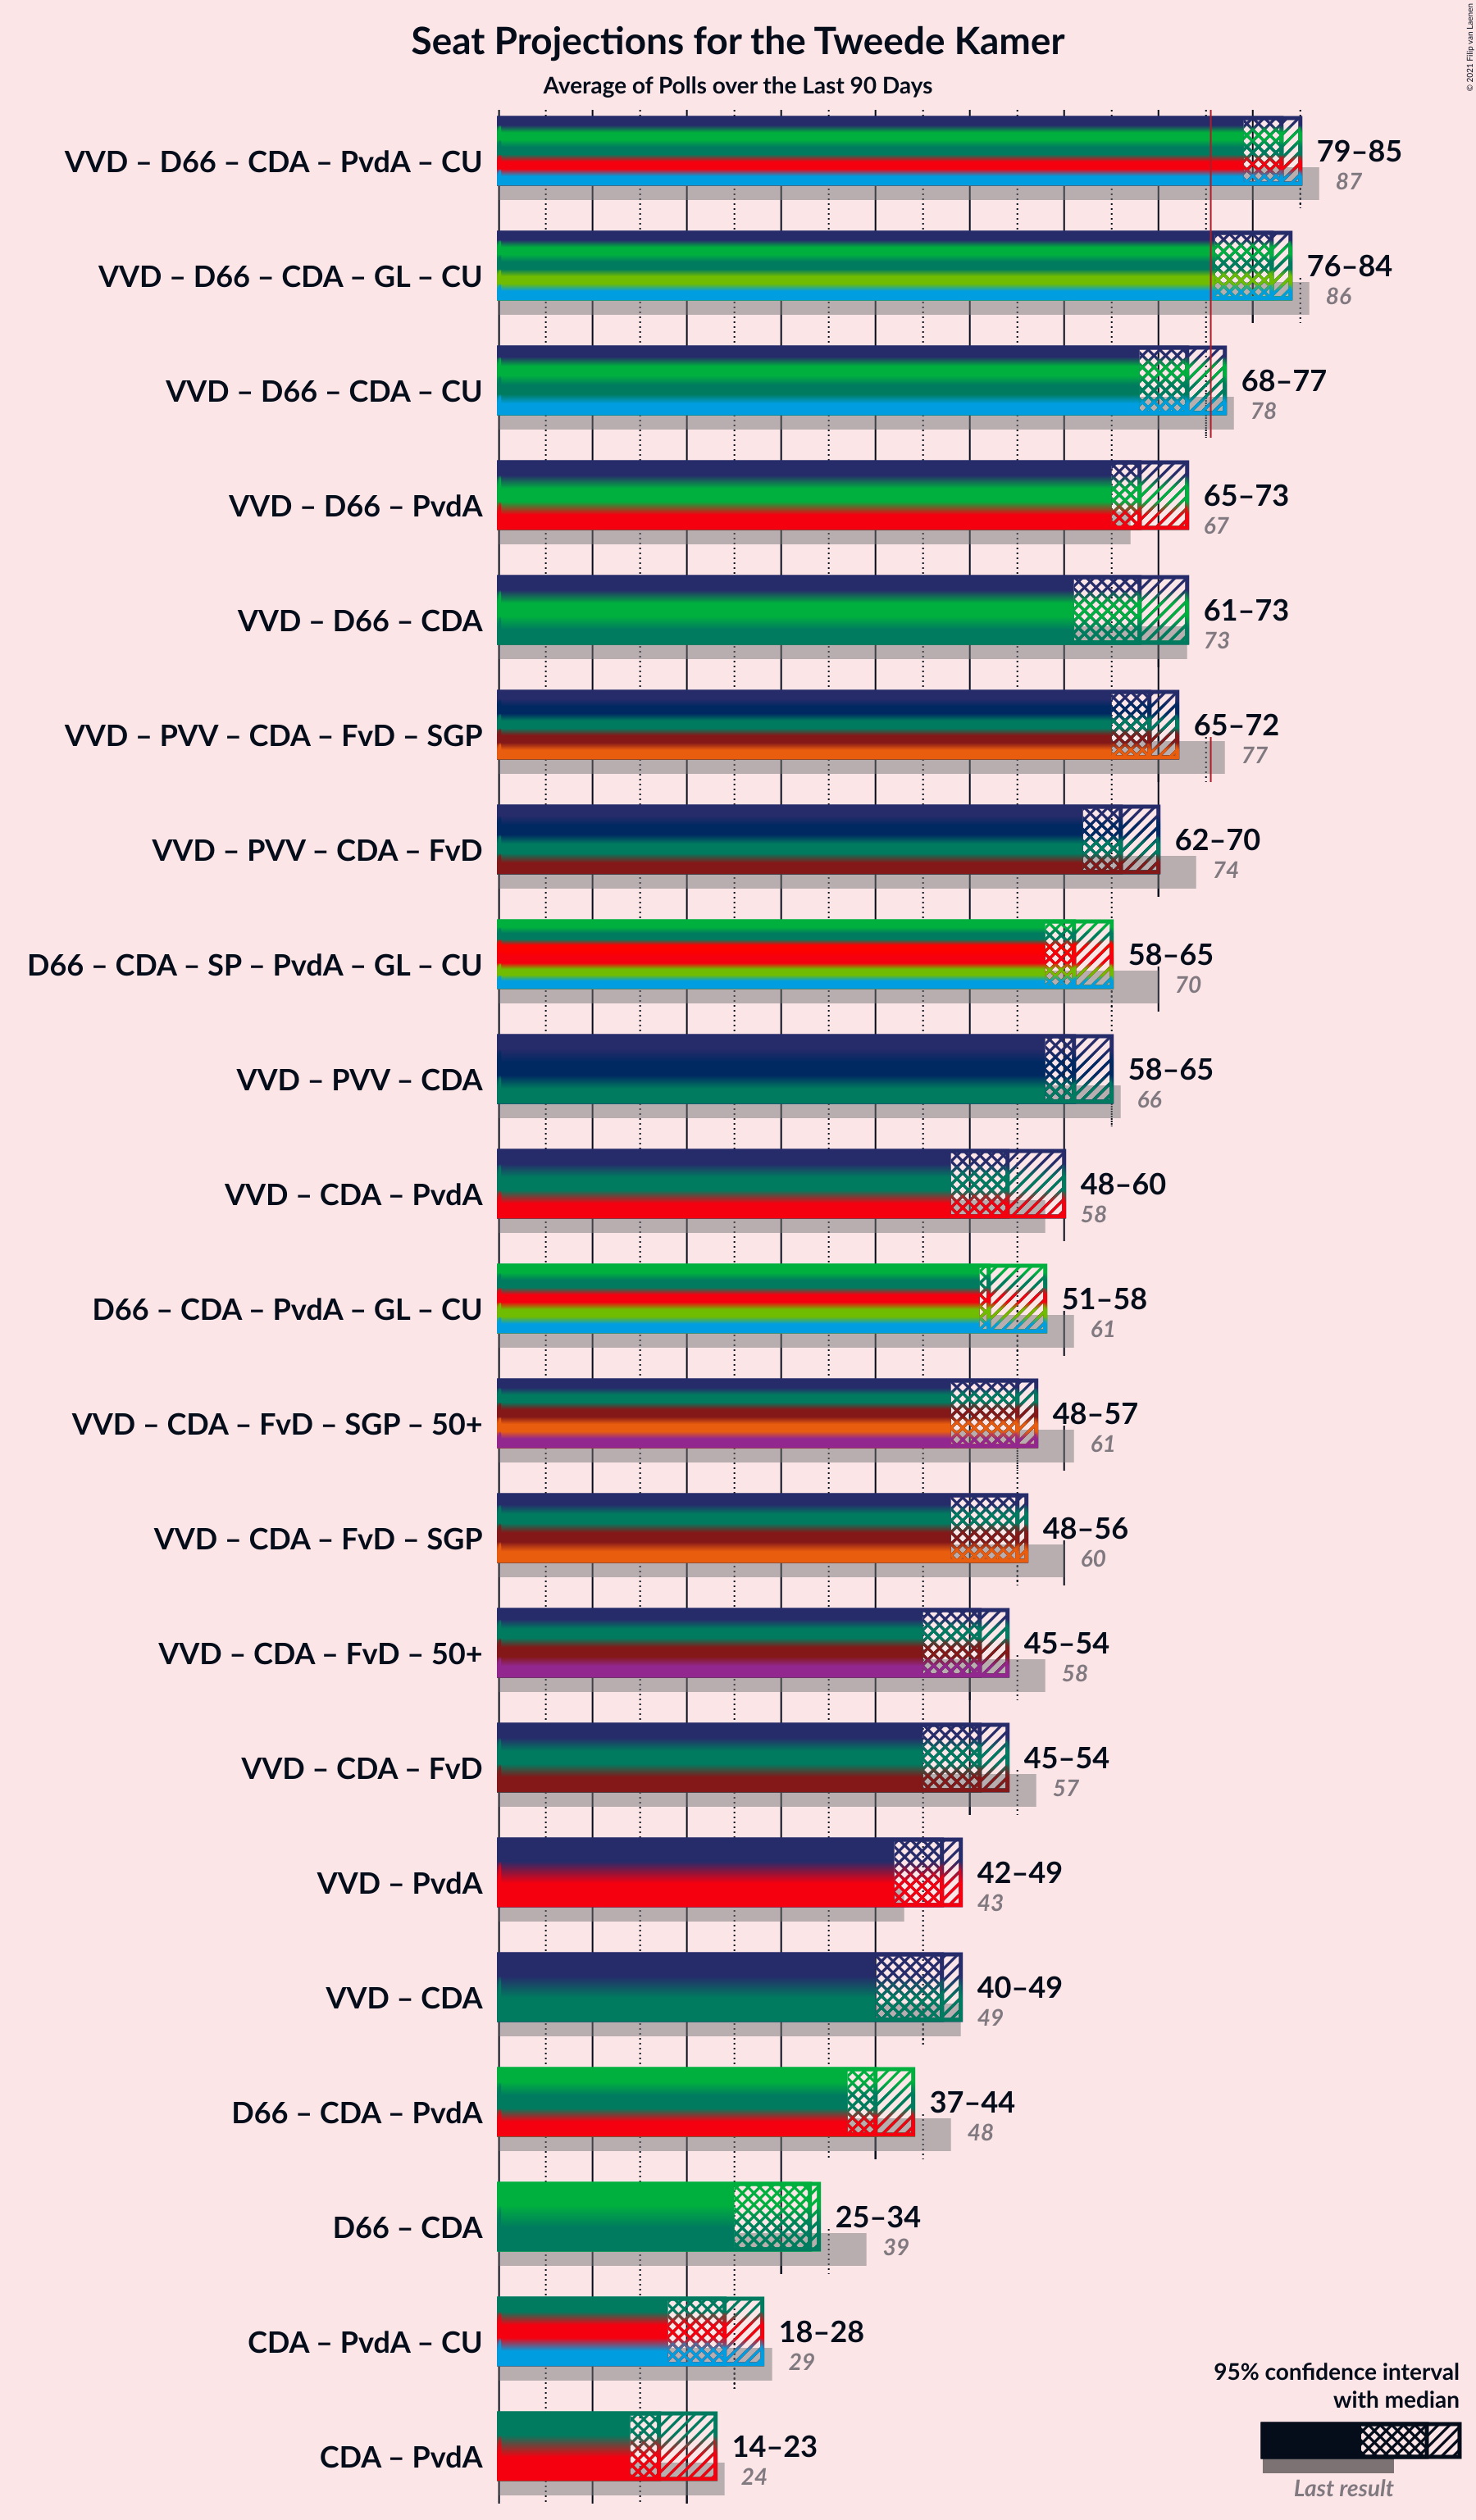 © 2021 Filip van Laenen
Seat Projections for the Tweede Kamer
Average of Polls over the Last 90 Days
VVD – D66 – CDA – PvdA – CU
79–85
87
VVD – D66 – CDA – GL – CU
76–84
86
VVD – D66 – CDA – CU
68–77
78
VVD – D66 – PvdA
65–73
67
VVD – D66 – CDA
61–73
73
VVD – PVV – CDA – FvD – SGP
65–72
77
VVD – PVV – CDA – FvD
62–70
74
D66 – CDA – SP – PvdA – GL – CU
58–65
70
VVD – PVV – CDA
58–65
66
VVD – CDA – PvdA
48–60
58
D66 – CDA – PvdA – GL – CU
51–58
61
VVD – CDA – FvD – SGP – 50+
48–57
61
VVD – CDA – FvD – SGP
48–56
60
VVD – CDA – FvD – 50+
45–54
58
VVD – CDA – FvD
45–54
57
VVD – PvdA
42–49
43
VVD – CDA
40–49
49
D66 – CDA – PvdA
37–44
48
D66 – CDA
25–34
39
CDA – PvdA – CU
18–28
29
CDA – PvdA
14–23
24
95% confidence interval
with median
Last result